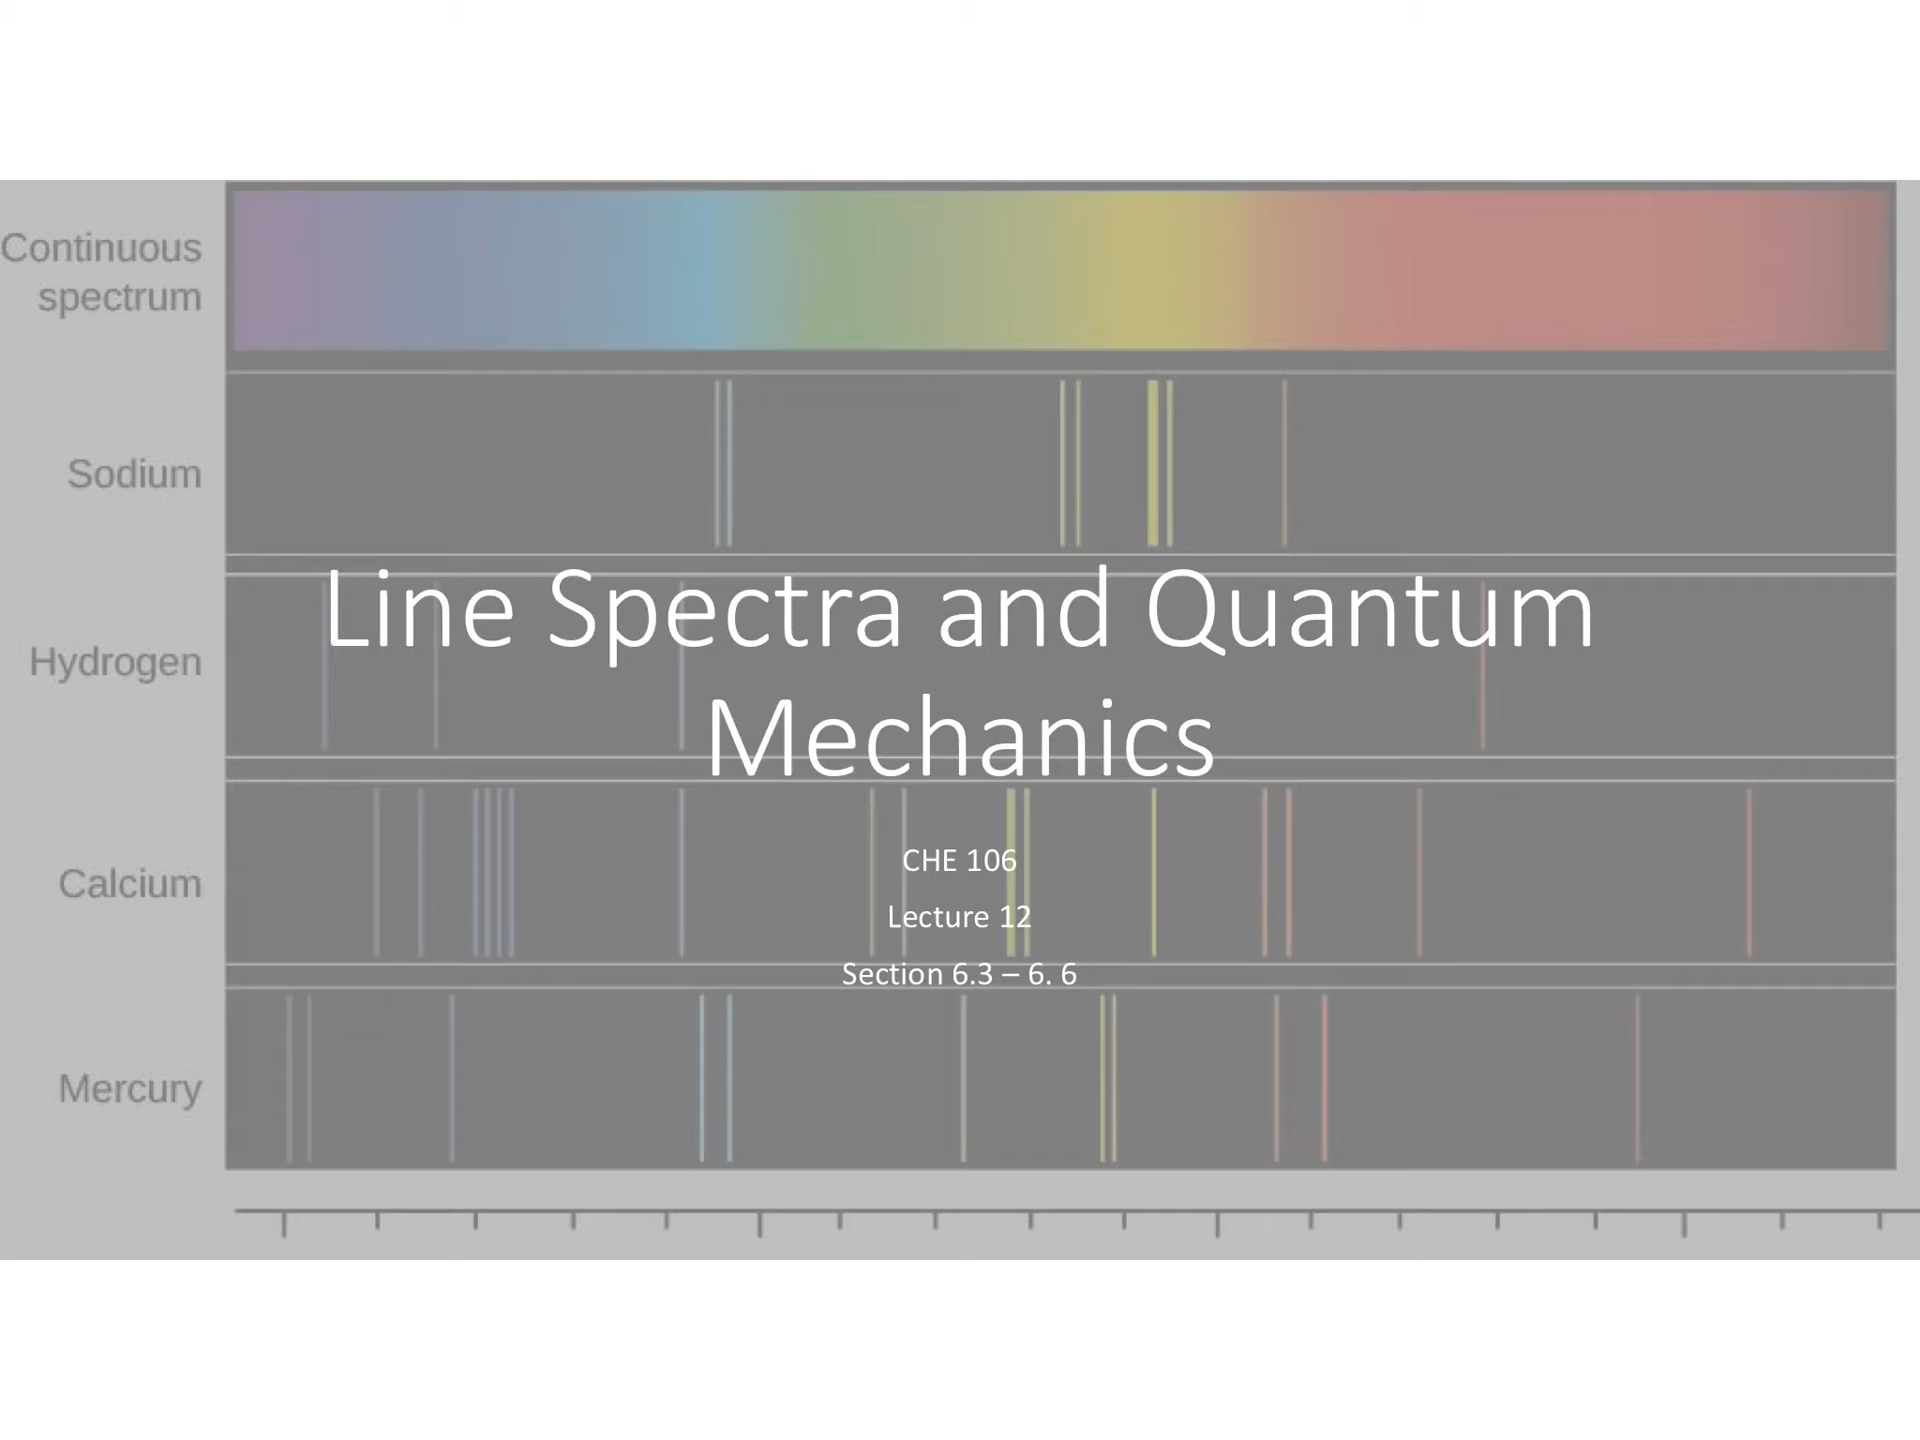 Continuous
spectrum
Sodium
Line Spectra and Quantum
Hydrogen
Mechanics
CHE 106
Calcium
Lecture 12
Section 6.3 – 6. 6
Mercury